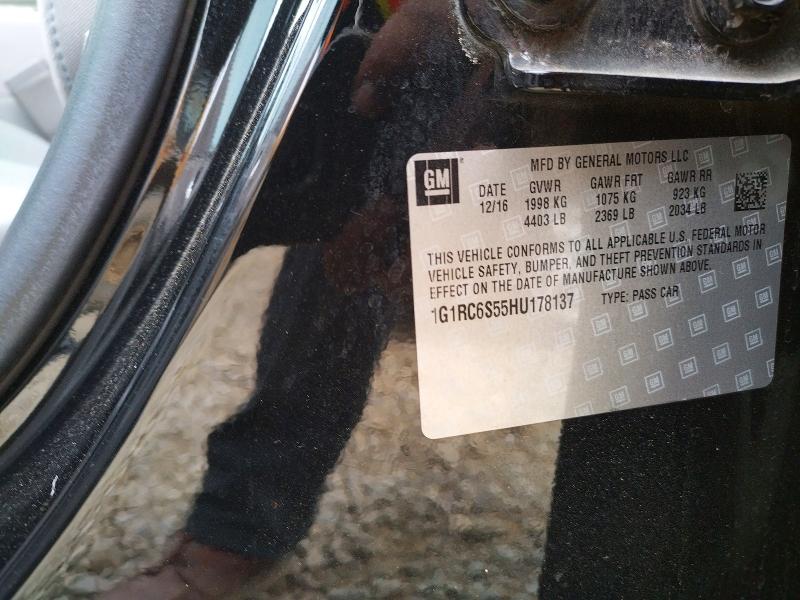 GM
MFD BY GENERAL MOTORS LLC
DATE GVWR GAWR FRT GAWR RR
12/16 1998 KG 1075 KG 923 KG
4403 LB 2369 LB 2034 LB
THIS VEHICLE CONFORMS TO ALL APPLICABLE U.S. FEDERAL MOTOR
VEHICLE SAFETY, BUMPER, AND THEFT PREVENTION STANDARDS IN
EFFECT ON THE DATE OF MANUFACTURE SHOWN ABOVE.
1G1RC6S55HU178137 TYPE: PASS CAR